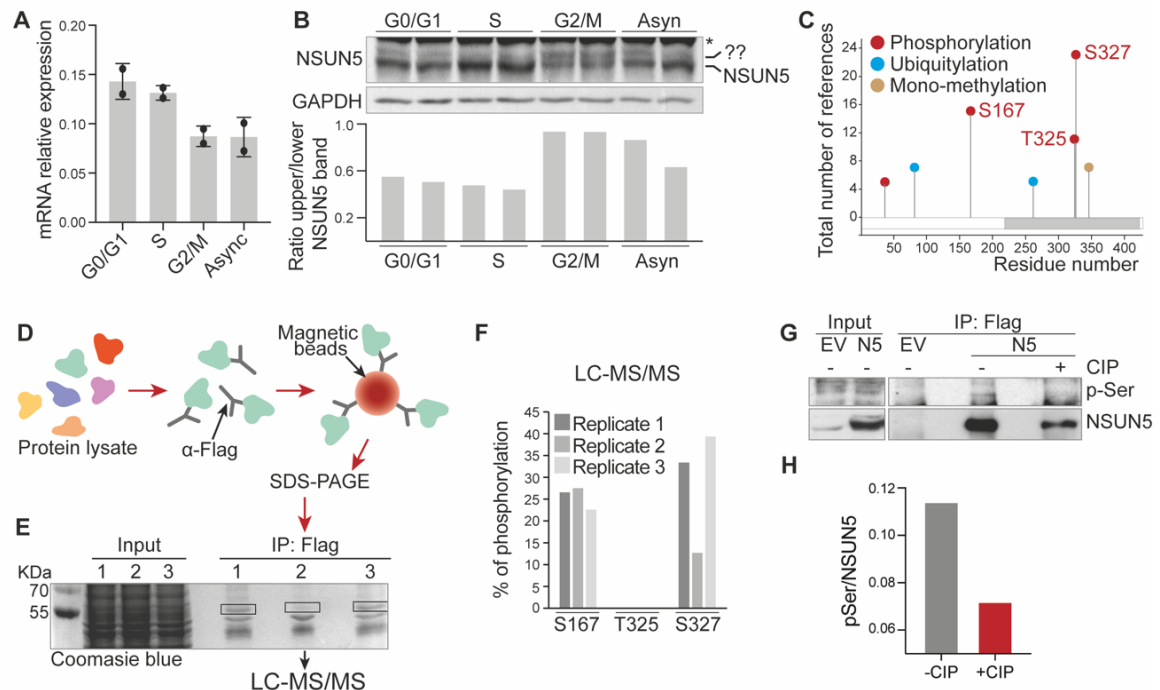 A
mRNA relative expression
0.20
0.15
0.10
0.05
0.00
G0/G1
S
G2/M
Async
B
G0/G1 S G2/M Asyn
NSUN5
*
??
NSUN5
GAPDH
Ratio upper/lower
NSUN5 band
1.0
0.6
0.2
G0/G1 S G2/M Asyn
C
Total number of references
24
20
16
12
8
4
0
Phosphorylation
Ubiquitylation
Mono-methylation
S327
S167
T325
50 100 150 200 250 300 350 400
Residue number
D
Protein lysate
α-Flag
Magnetic
beads
SDS-PAGE
E
Input IP: Flag
KDa 1 2 3 1 2 3
70
55
Coomasie blue
LC-MS/MS
F
LC-MS/MS
% of phosphorylation
45
40
35
30
25
20
25
10
5
0
Replicate 1
Replicate 2
Replicate 3
S167 T325 S327
G
Input IP: Flag
EV N5 EV N5
- - - - + CIP
p-Ser
NSUN5
H
pSer/NSUN5
0.12
0.10
0.08
0.06
-CIP +CIP